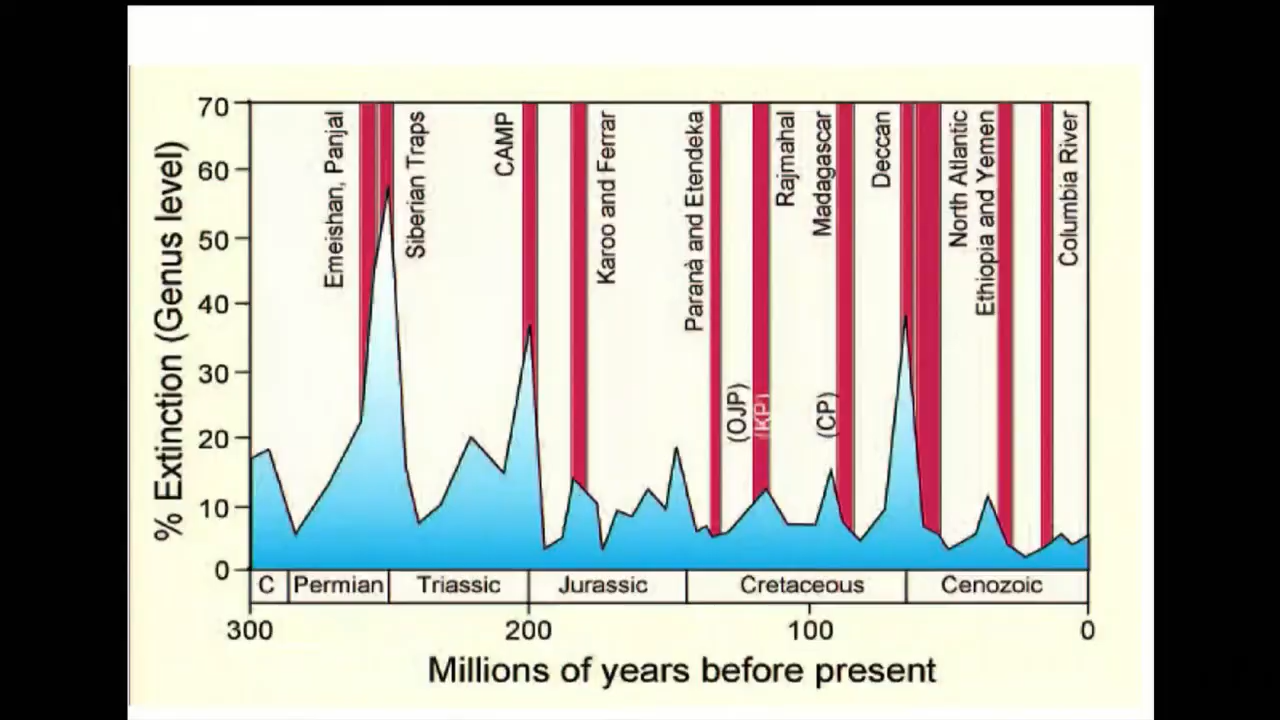 % Extinction (Genus level)
70
60
50
40
30
20
10
0
Emeishan, Panjal
Siberian Traps
CAMP
Karoo and Ferrar
Paranà and Etendeka
(OJP)
(KP)
Rajmahal
Madagascar
(CP)
Deccan
North Atlantic
Ethiopia and Yemen
Columbia River
C Permian Triassic Jurassic Cretaceous Cenozoic
300 200 100 0
Millions of years before present